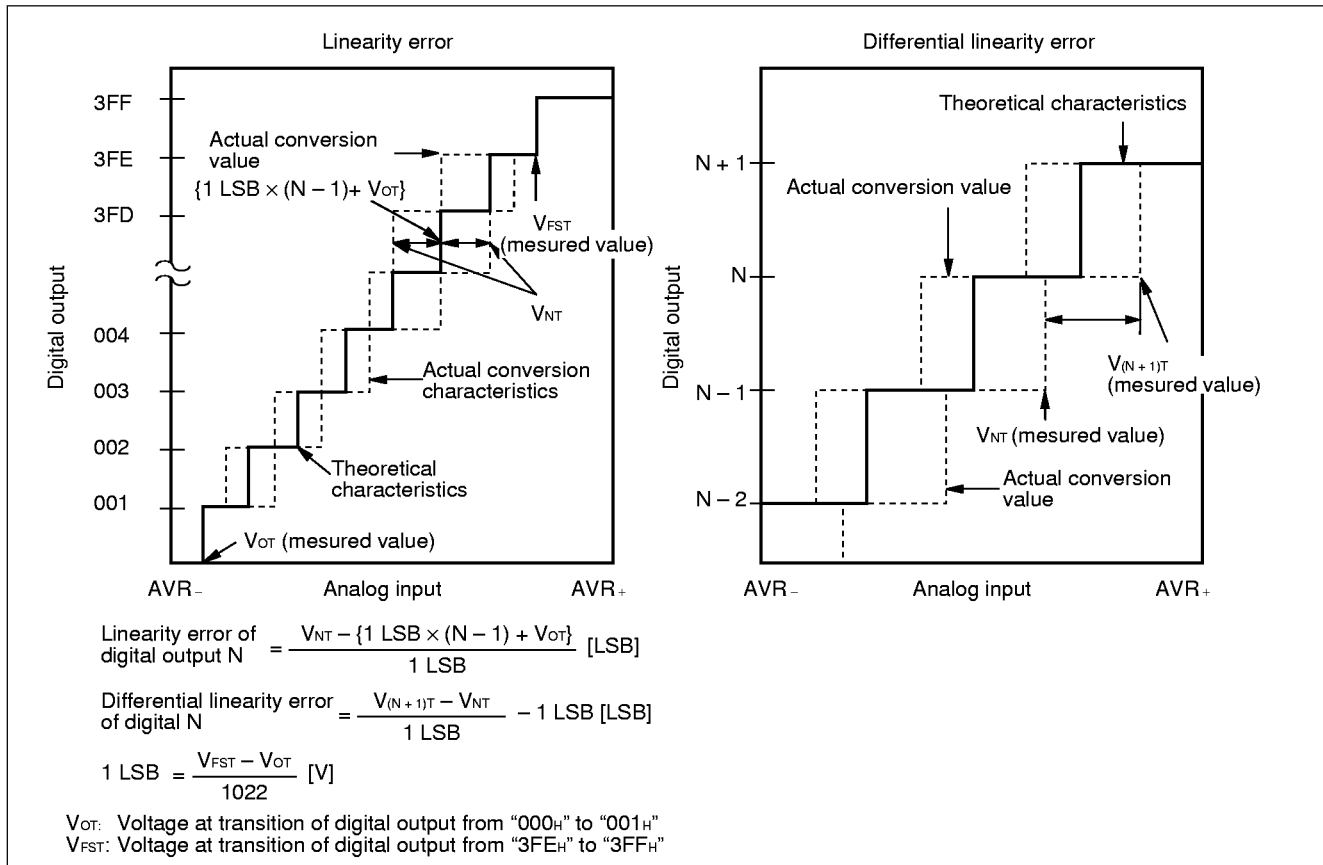 Linearity error
3FF
3FE
3FD
004
003
002
001
Digital output
Actual conversion
value
{1 LSB × (N – 1)+ VOT}
VFST
(mesured value)
VNT
Actual conversion
characteristics
Theoretical
characteristics
VOT (mesured value)
AVR – Analog input AVR +
Differential linearity error
Theoretical characteristics
N + 1
Actual conversion value
N
Digital output
V(N + 1)T
(mesured value)
N – 1
VNT (mesured value)
Actual conversion
value
N – 2
AVR – Analog input AVR +
Linearity error of
digital output N = VNT – {1 LSB × (N – 1) + VOT} / 1 LSB [LSB]
Differential linearity error
of digital N = V(N + 1)T – VNT / 1 LSB – 1 LSB [LSB]
1 LSB = VFST – VOT / 1022 [V]
VOT: Voltage at transition of digital output from “000H” to “001H”
VFST: Voltage at transition of digital output from “3FEH” to “3FFH”